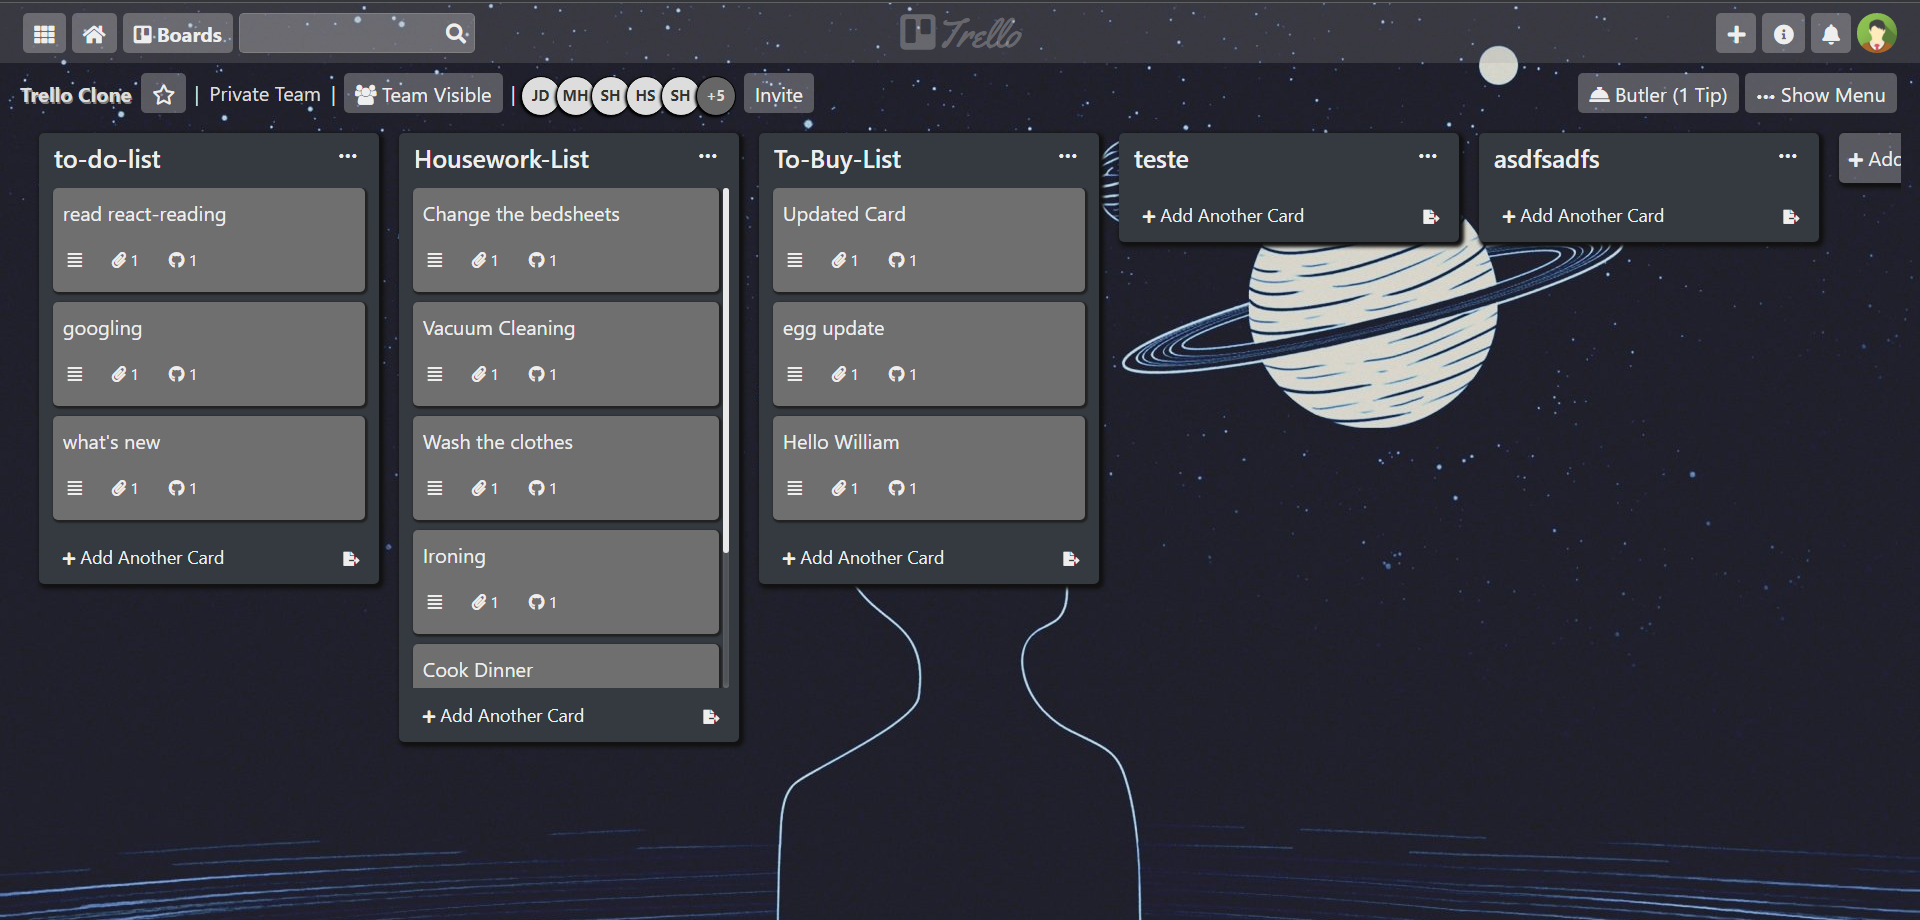 Boards
Trello
Trello Clone | Private Team | Team Visible | JD MH SH HS SH +5 Invite
Butler (1 Tip) Show Menu
to-do-list
read react-reading
1 1
googling
1 1
what's new
1 1
+ Add Another Card
Housework-List
Change the bedsheets
1 1
Vacuum Cleaning
1 1
Wash the clothes
1 1
Ironing
1 1
Cook Dinner
+ Add Another Card
To-Buy-List
Updated Card
1 1
egg update
1 1
Hello William
1 1
+ Add Another Card
teste
+ Add Another Card
asdfsadfs
+ Add Another Card
+ Add